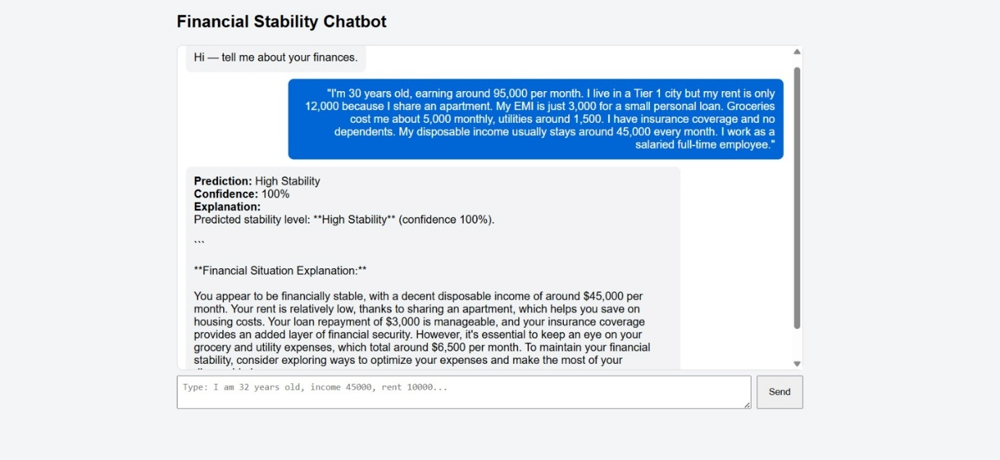 Financial Stability Chatbot
Hi — tell me about your finances.
"I'm 30 years old, earning around 95,000 per month. I live in a Tier 1 city but my rent is only
12,000 because I share an apartment. My EMI is just 3,000 for a small personal loan. Groceries
cost me about 5,000 monthly, utilities around 1,500. I have insurance coverage and no
dependents. My disposable income usually stays around 45,000 every month. I work as a
salaried full-time employee."
Prediction: High Stability
Confidence: 100%
Explanation:
Predicted stability level: **High Stability** (confidence 100%).
```
**Financial Situation Explanation:**
You appear to be financially stable, with a decent disposable income of around $45,000 per
month. Your rent is relatively low, thanks to sharing an apartment, which helps you save on
housing costs. Your loan repayment of $3,000 is manageable, and your insurance coverage
provides an added layer of financial security. However, it's essential to keep an eye on your
grocery and utility expenses, which total around $6,500 per month. To maintain your financial
stability, consider exploring ways to optimize your expenses and make the most of your
Type: I am 32 years old, income 45000, rent 10000...
Send